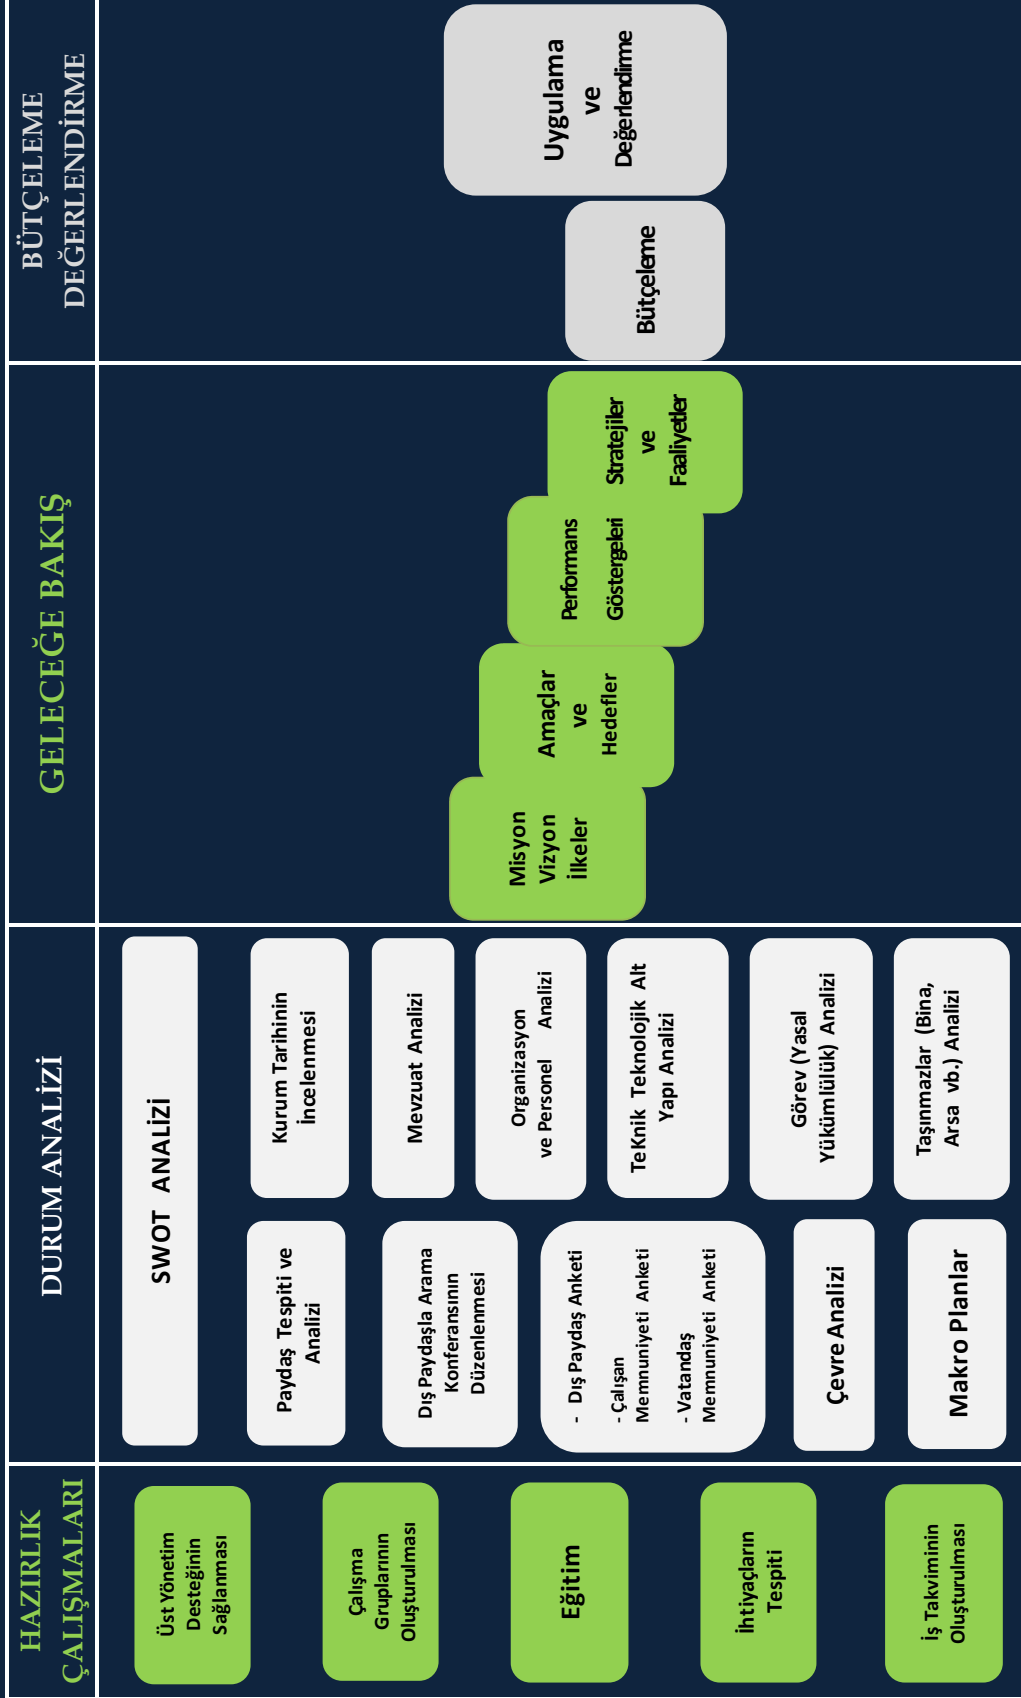 HAZIRLIK
ÇALIŞMALARI
Üst Yönetim
Desteğinin
Sağlanması
Çalışma
Gruplarının
Oluşturulması
Eğitim
İhtiyaçların
Tespiti
İş Takviminin
Oluşturulması
DURUM ANALİZİ
SWOT ANALİZİ
Paydaş Tespiti ve
Analizi
Dış Paydaşla Arama
Konferansının
Düzenlenmesi
- Dış Paydaş Anketi
- Çalışan
Memnuniyeti Anketi
- Vatandaş
Memnuniyeti Anketi
Çevre Analizi
Makro Planlar
Kurum Tarihinin
İncelenmesi
Mevzuat Analizi
Organizasyon
ve Personel Analizi
TeKnik Teknolojik Alt
Yapı Analizi
Görev (Yasal
Yükümlülük) Analizi
Taşınmazlar (Bina,
Arsa vb.) Analizi
GELECEĞE BAKIŞ
Misyon
Vizyon
İlkeler
Amaçlar
ve
Hedefler
Performans
Göstergeleri
Stratejiler
ve
Faaliyetler
BÜTÇELEME
DEĞERLENDİRME
Bütçeleme
Uygulama
ve
Değerlendirme